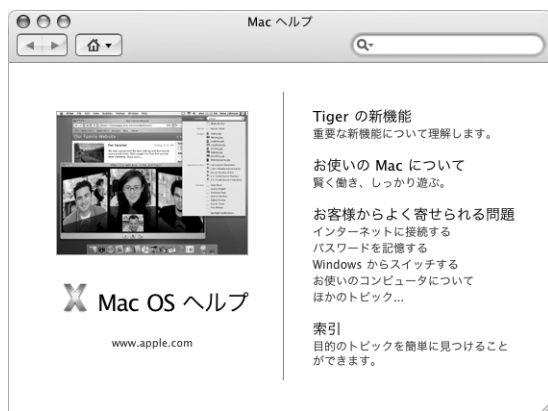 Mac ヘルプ
Mac OS ヘルプ
www.apple.com
Tiger の新機能
重要な新機能について理解します。
お使いの Mac について
賢く働き、しっかり遊ぶ。
お客様からよく寄せられる問題
インターネットに接続する
パスワードを記憶する
Windows からスイッチする
お使いのコンピュータについて
ほかのトピック...
索引
目的のトピックを簡単に見つけること
ができます。